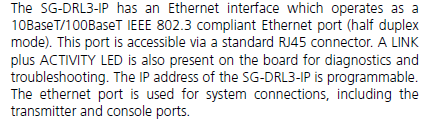 The SG-DRL3-IP has an Ethernet interface which operates as a
10BaseT/100BaseT IEEE 802.3 compliant Ethernet port (half duplex
mode). This port is accessible via a standard RJ45 connector. A LINK
plus ACTIVITY LED is also present on the board for diagnostics and
troubleshooting. The IP address of the SG-DRL3-IP is programmable.
The ethernet port is used for system connections, including the
transmitter and console ports.